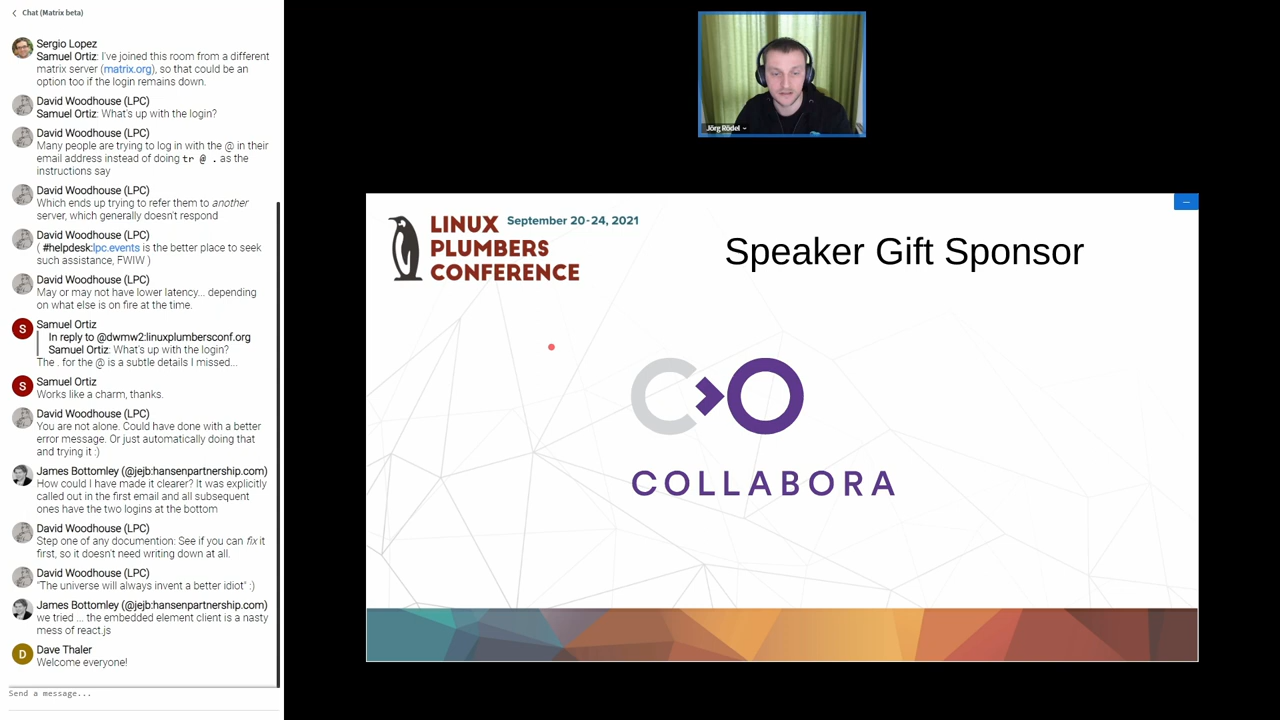 Chat (Matrix beta)
Sergio Lopez
Samuel Ortiz: I've joined this room from a different
matrix server (matrix.org), so that could be an
option too if the login remains down.
David Woodhouse (LPC)
Samuel Ortiz: What's up with the login?
David Woodhouse (LPC)
Many people are trying to log in with the @ in their
email address instead of doing tr @ . as the
instructions say
David Woodhouse (LPC)
Which ends up trying to refer them to another
server, which generally doesn't respond
David Woodhouse (LPC)
( #helpdesk:lpc.events is the better place to seek
such assistance, FWIW )
David Woodhouse (LPC)
May or may not have lower latency... depending
on what else is on fire at the time.
S
Samuel Ortiz
In reply to @dwmw2:linuxplumbersconf.org
Samuel Ortiz: What's up with the login?
The . for the @ is a subtle details I missed...
S
Samuel Ortiz
Works like a charm, thanks.
David Woodhouse (LPC)
You are not alone. Could have done with a better
error message. Or just automatically doing that
and trying it :)
James Bottomley (@jejb:hansenpartnership.com)
How could I have made it clearer? It was explicitly
called out in the first email and all subsequent
ones have the two logins at the bottom
David Woodhouse (LPC)
Step one of any documention: See if you can fix it
first, so it doesn't need writing down at all.
David Woodhouse (LPC)
"The universe will always invent a better idiot" :)
James Bottomley (@jejb:hansenpartnership.com)
we tried ... the embedded element client is a nasty
mess of react.js
D
Dave Thaler
Welcome everyone!
Send a message...
Jörg Rödel
LINUX
PLUMBERS
CONFERENCE
September 20-24, 2021
Speaker Gift Sponsor
COLLABORA